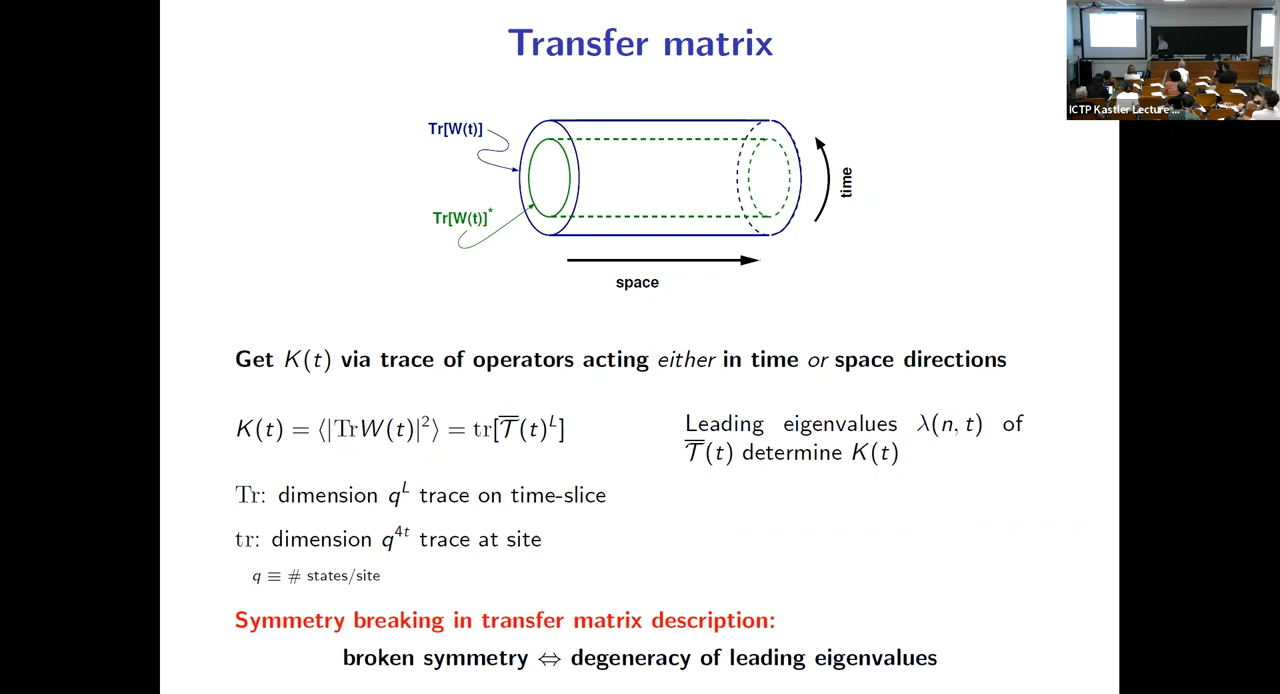 Transfer matrix
ICTP Kastler Lecture ...
Tr[W(t)]
Tr[W(t)]*
time
space
Get K(t) via trace of operators acting either in time or space directions
K(t) = ⟨|TrW(t)|²⟩ = tr[𝒯̅(t)ᴸ]
Leading eigenvalues λ(n, t) of
𝒯̅(t) determine K(t)
Tr: dimension qᴸ trace on time-slice
tr: dimension q⁴ᵗ trace at site
q ≡ # states/site
Symmetry breaking in transfer matrix description:
broken symmetry ⇔ degeneracy of leading eigenvalues